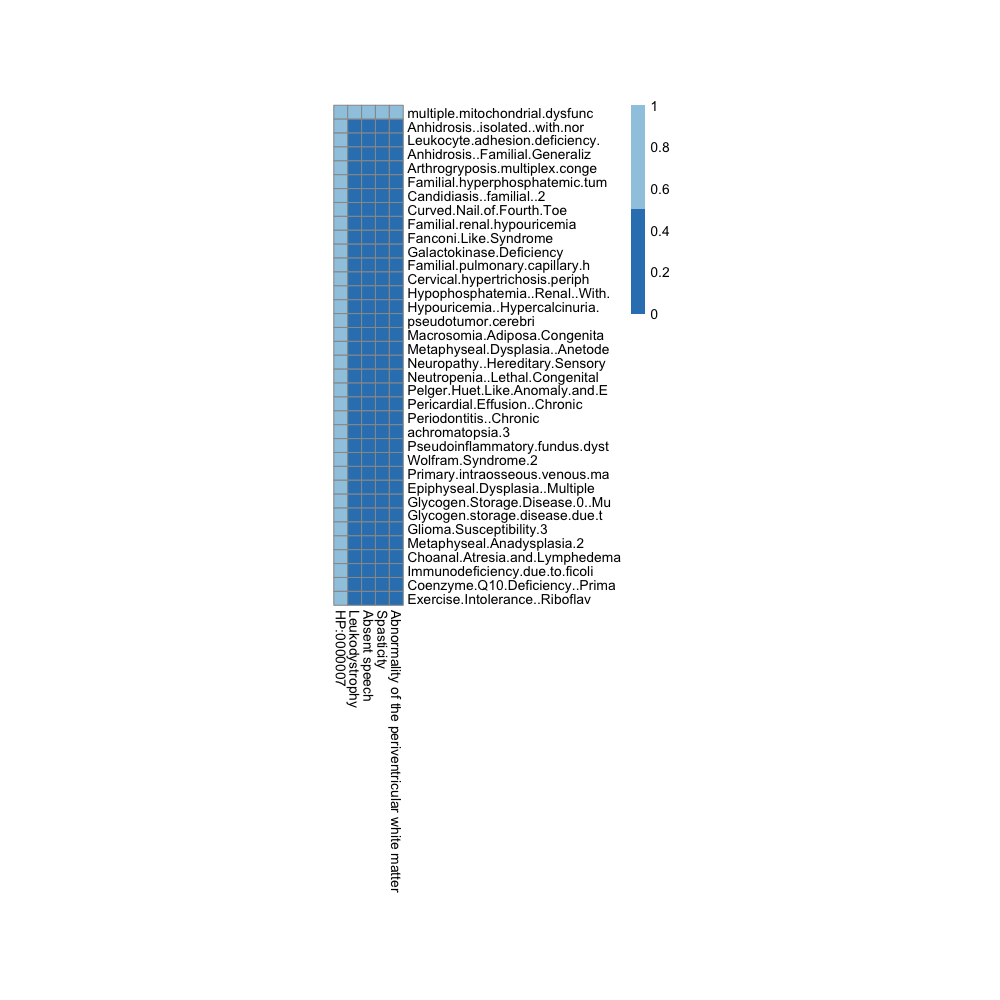 multiple.mitochondrial.dysfunc
Anhidrosis..isolated..with.nor
Leukocyte.adhesion.deficiency.
Anhidrosis..Familial.Generaliz
Arthrogryposis.multiplex.conge
Familial.hyperphosphatemic.tum
Candidiasis..familial..2
Curved.Nail.of.Fourth.Toe
Familial.renal.hypouricemia
Fanconi.Like.Syndrome
Galactokinase.Deficiency
Familial.pulmonary.capillary.h
Cervical.hypertrichosis.periph
Hypophosphatemia..Renal..With.
Hypouricemia..Hypercalcinuria.
pseudotumor.cerebri
Macrosomia.Adiposa.Congenita
Metaphyseal.Dysplasia..Anetode
Neuropathy..Hereditary.Sensory
Neutropenia..Lethal.Congenital
Pelger.Huet.Like.Anomaly.and.E
Pericardial.Effusion..Chronic
Periodontitis..Chronic
achromatopsia.3
Pseudoinflammatory.fundus.dyst
Wolfram.Syndrome.2
Primary.intraosseous.venous.ma
Epiphyseal.Dysplasia..Multiple
Glycogen.Storage.Disease.0..Mu
Glycogen.storage.disease.due.t
Glioma.Susceptibility.3
Metaphyseal.Anadysplasia.2
Choanal.Atresia.and.Lymphedema
Immunodeficiency.due.to.ficoli
Coenzyme.Q10.Deficiency..Prima
Exercise.Intolerance..Riboflav
1
0.8
0.6
0.4
0.2
0
HP:0000007
Leukodystrophy
Absent speech
Spasticity
Abnormality of the periventricular white matter